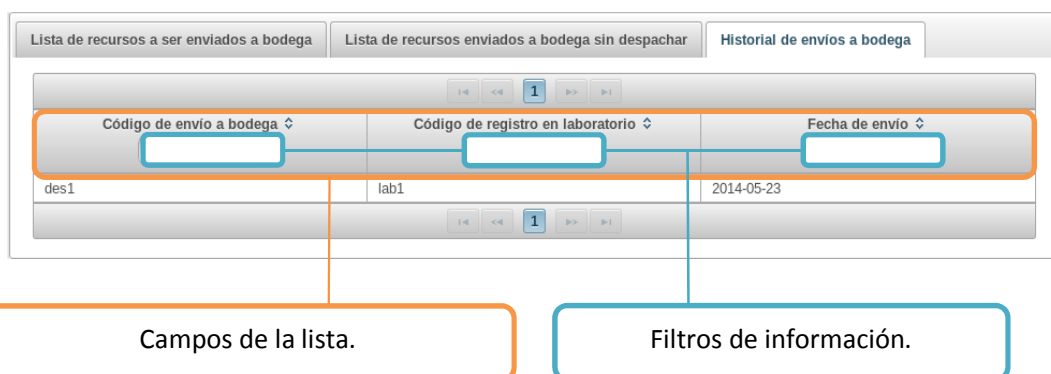 Lista de recursos a ser enviados a bodega Lista de recursos enviados a bodega sin despachar Historial de envíos a bodega
1
Código de envio a bodega Código de registro en laboratorio Fecha de envío
des1 lab1 2014-05-23
1
Campos de la lista. Filtros de información.